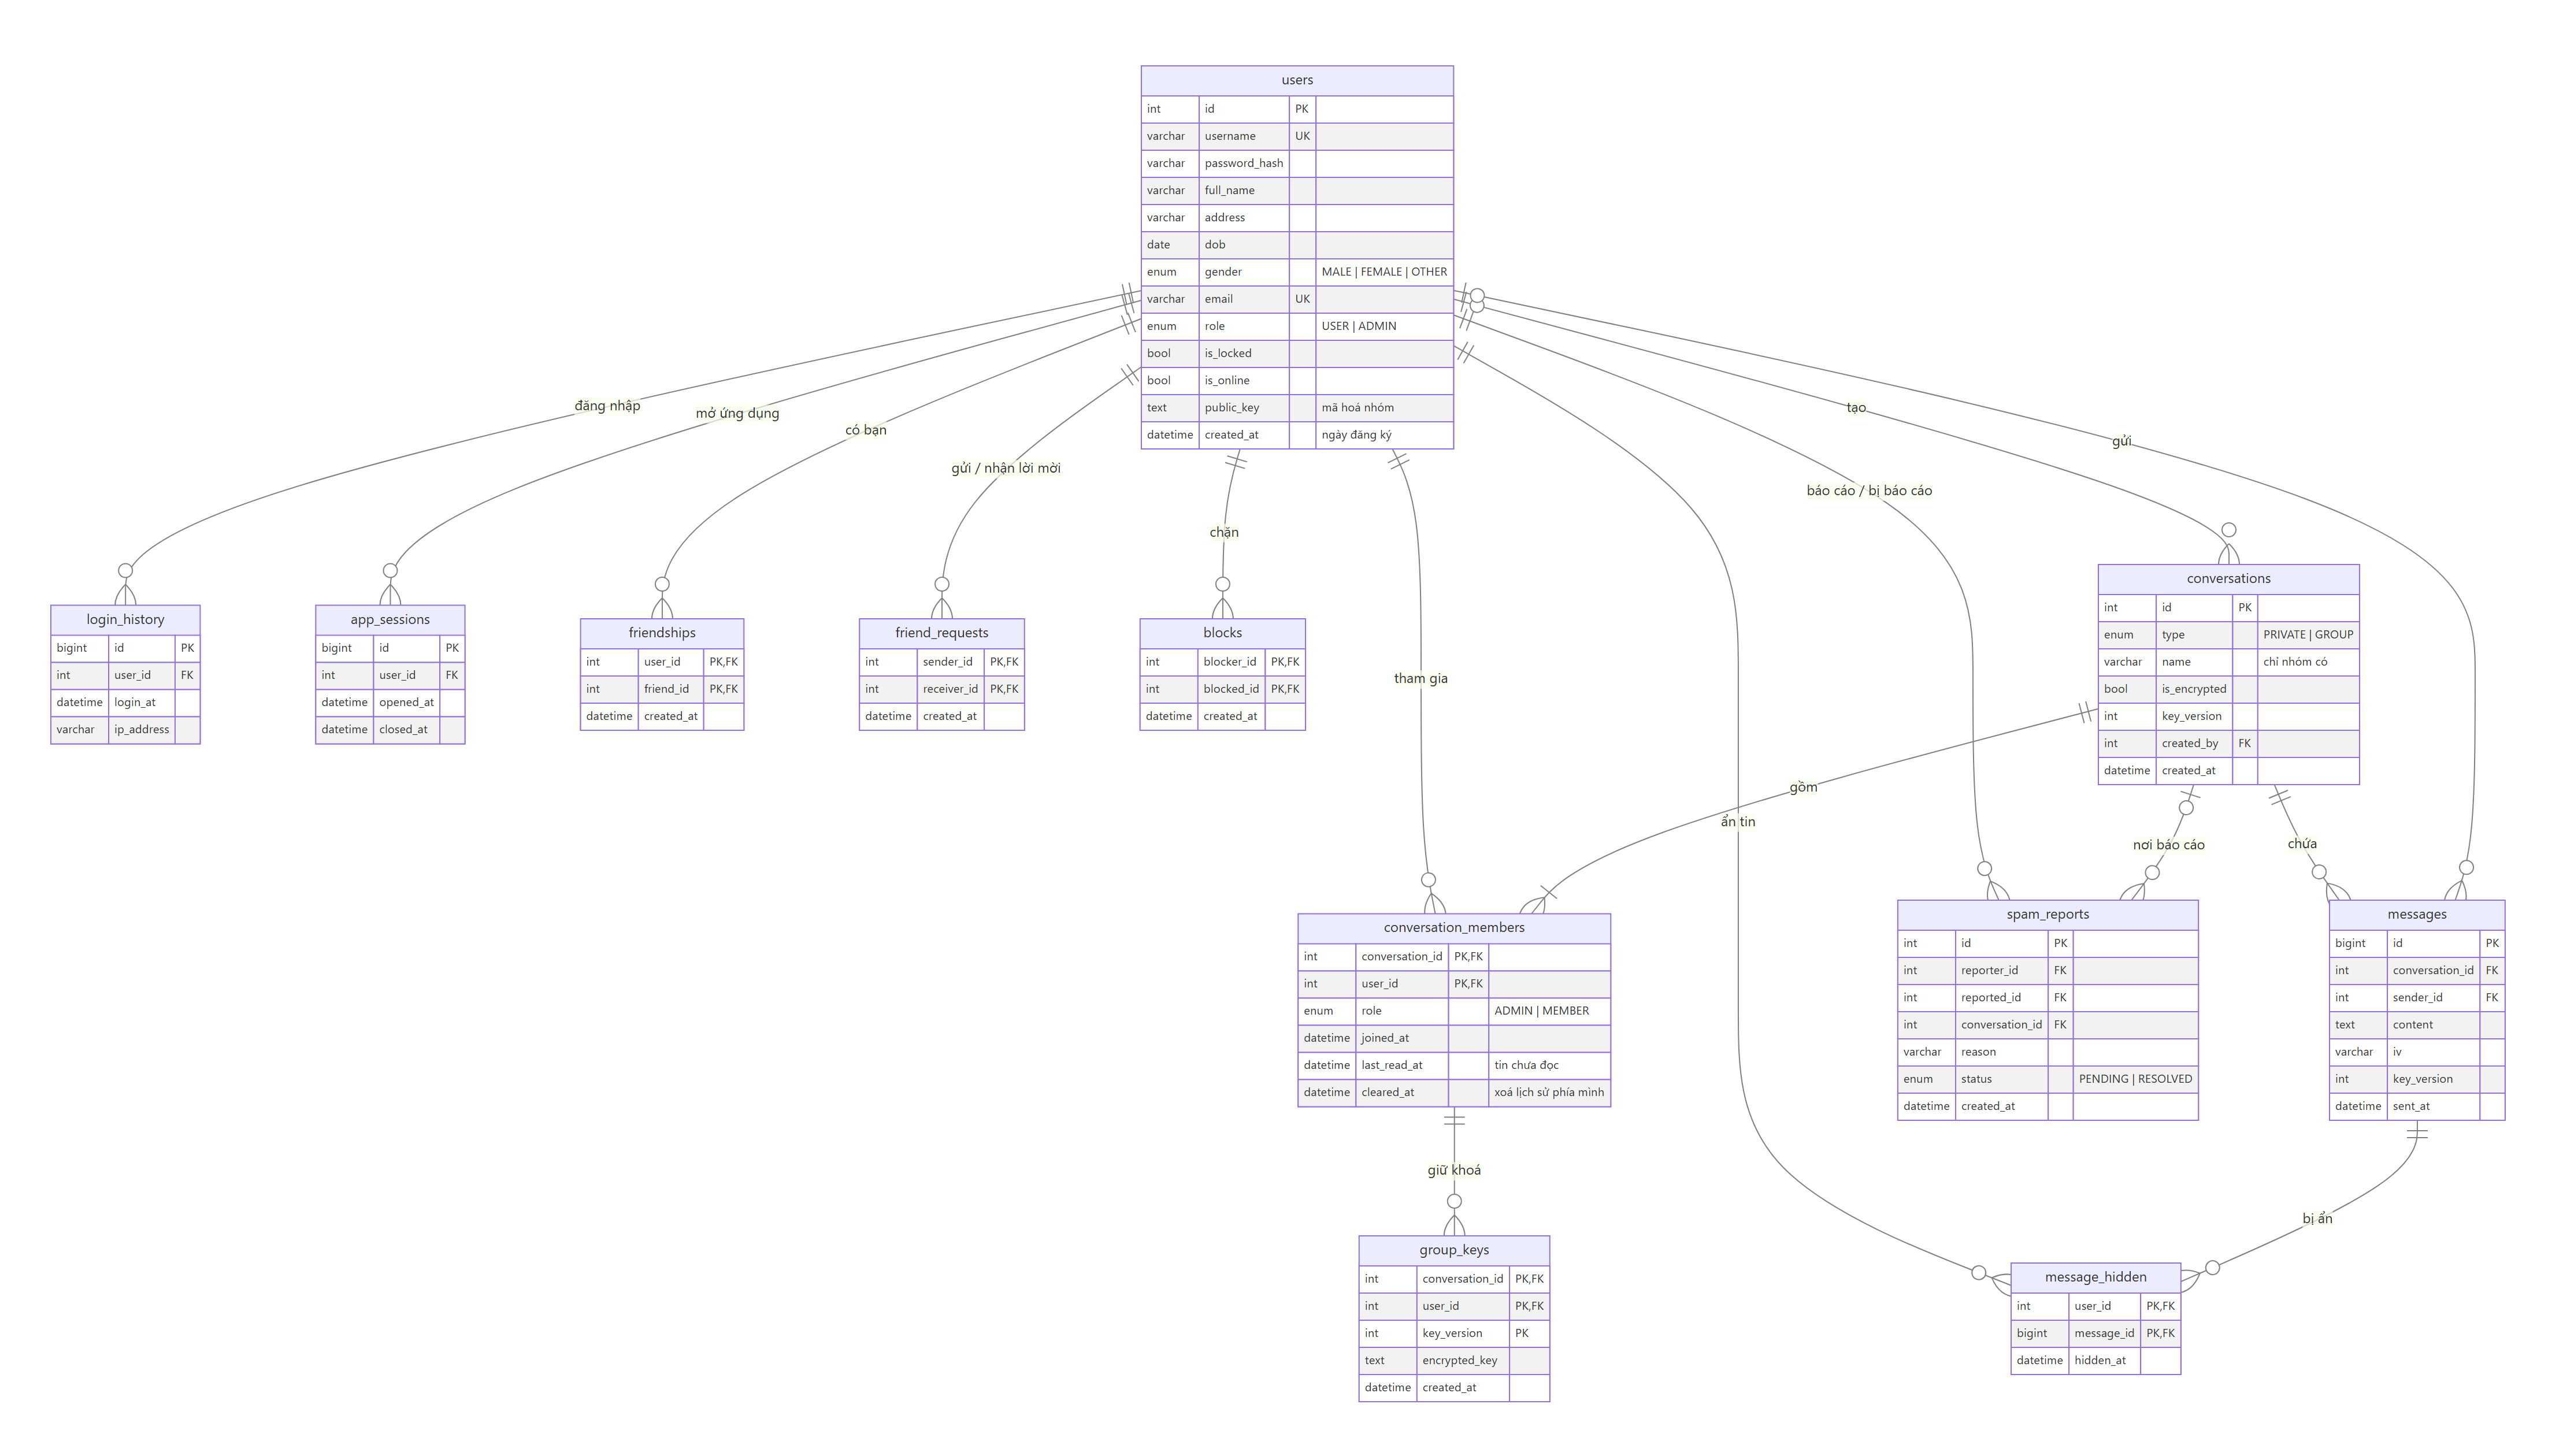 users
int id PK
varchar username UK
varchar password_hash
varchar full_name
varchar address
date dob
enum gender MALE | FEMALE | OTHER
varchar email UK
enum role USER | ADMIN
bool is_locked
bool is_online
text public_key mã hoá nhóm
datetime created_at ngày đăng ký
đăng nhập
mở ứng dụng
có bạn
gửi / nhận lời mời
chặn
tham gia
ẩn tin
báo cáo / bị báo cáo
tạo
gửi
login_history
bigint id PK
int user_id FK
datetime login_at
varchar ip_address
app_sessions
bigint id PK
int user_id FK
datetime opened_at
datetime closed_at
friendships
int user_id PK,FK
int friend_id PK,FK
datetime created_at
friend_requests
int sender_id PK,FK
int receiver_id PK,FK
datetime created_at
blocks
int blocker_id PK,FK
int blocked_id PK,FK
datetime created_at
conversations
int id PK
enum type PRIVATE | GROUP
varchar name chỉ nhóm có
bool is_encrypted
int key_version
int created_by FK
datetime created_at
gồm
nơi báo cáo
chứa
conversation_members
int conversation_id PK,FK
int user_id PK,FK
enum role ADMIN | MEMBER
datetime joined_at
datetime last_read_at tin chưa đọc
datetime cleared_at xoá lịch sử phía mình
spam_reports
int id PK
int reporter_id FK
int reported_id FK
int conversation_id FK
varchar reason
enum status PENDING | RESOLVED
datetime created_at
messages
bigint id PK
int conversation_id FK
int sender_id FK
text content
varchar iv
int key_version
datetime sent_at
giữ khoá
bị ẩn
group_keys
int conversation_id PK,FK
int user_id PK,FK
int key_version PK
text encrypted_key
datetime created_at
message_hidden
int user_id PK,FK
bigint message_id PK,FK
datetime hidden_at